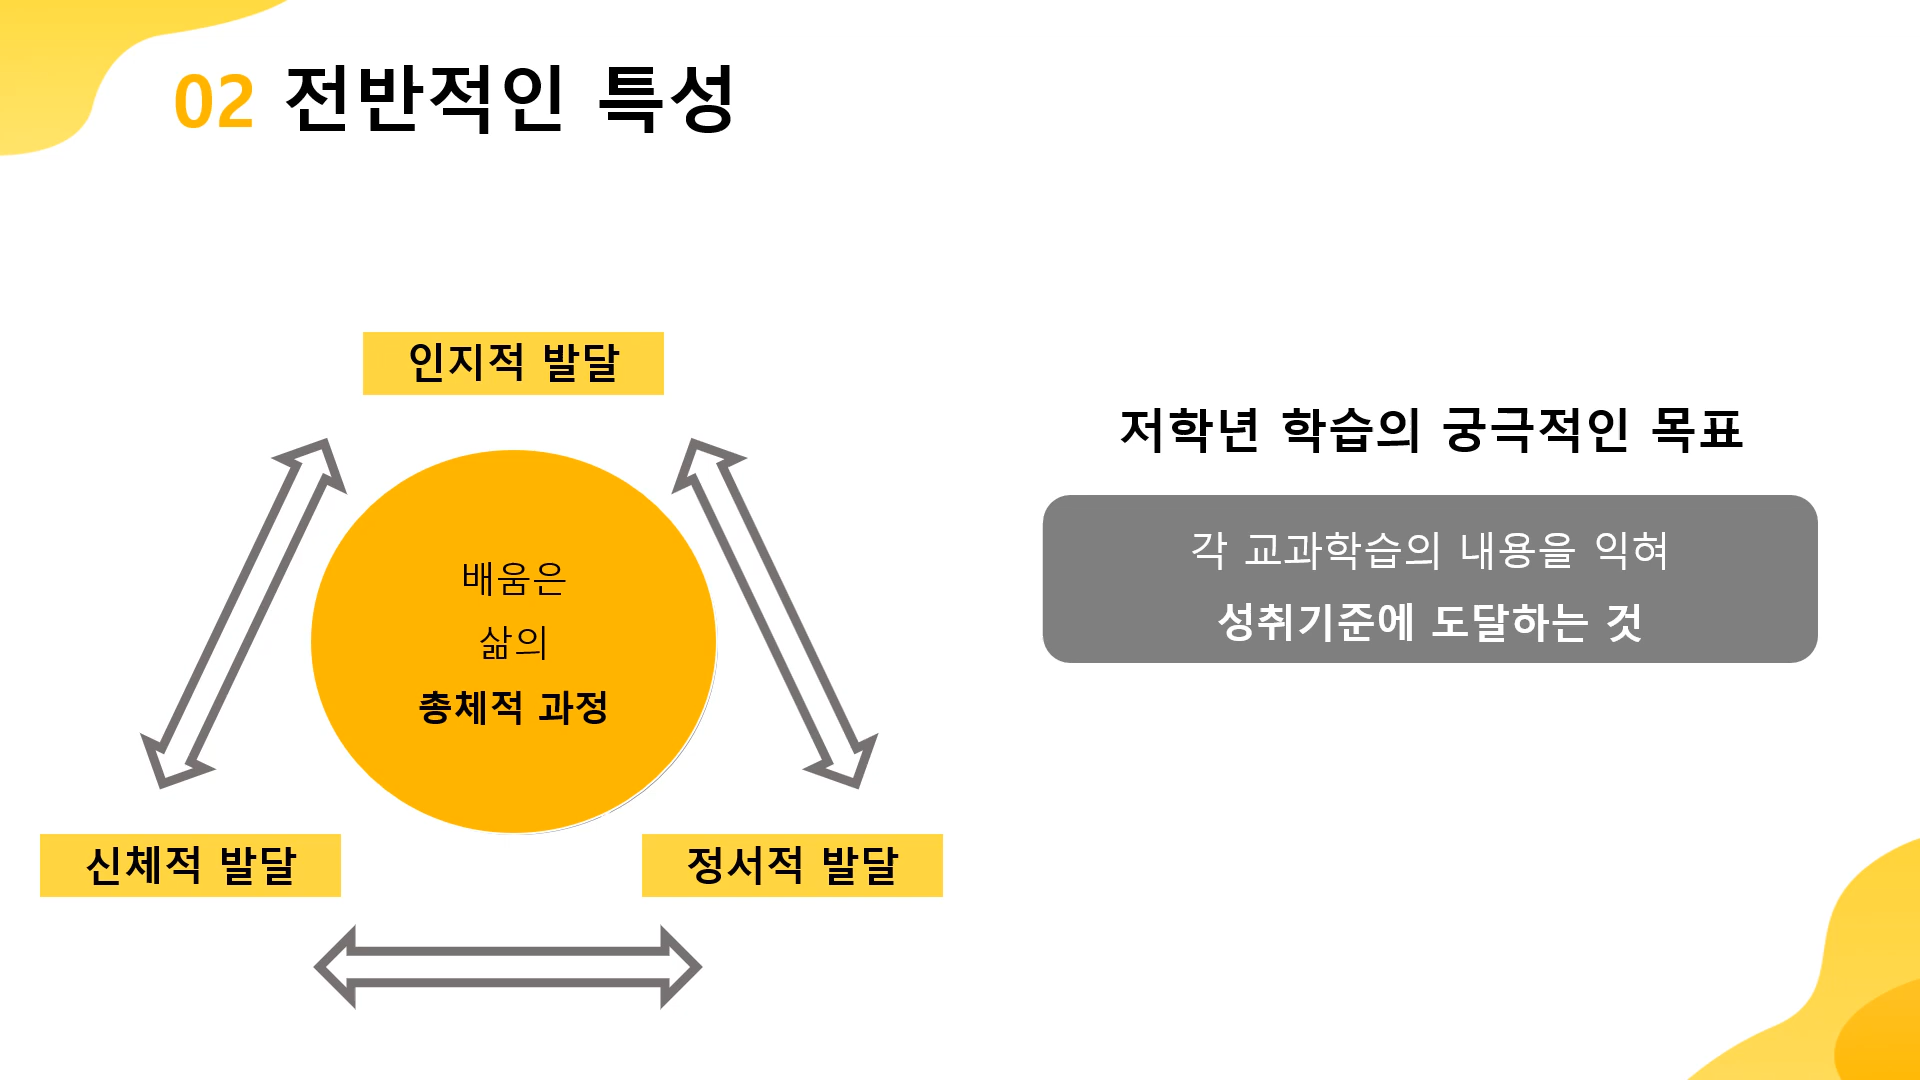 02 전반적인 특성
인지적 발달
배움은
삶의
총체적 과정
신체적 발달
정서적 발달
저학년 학습의 궁극적인 목표
각 교과학습의 내용을 익혀
성취기준에 도달하는 것